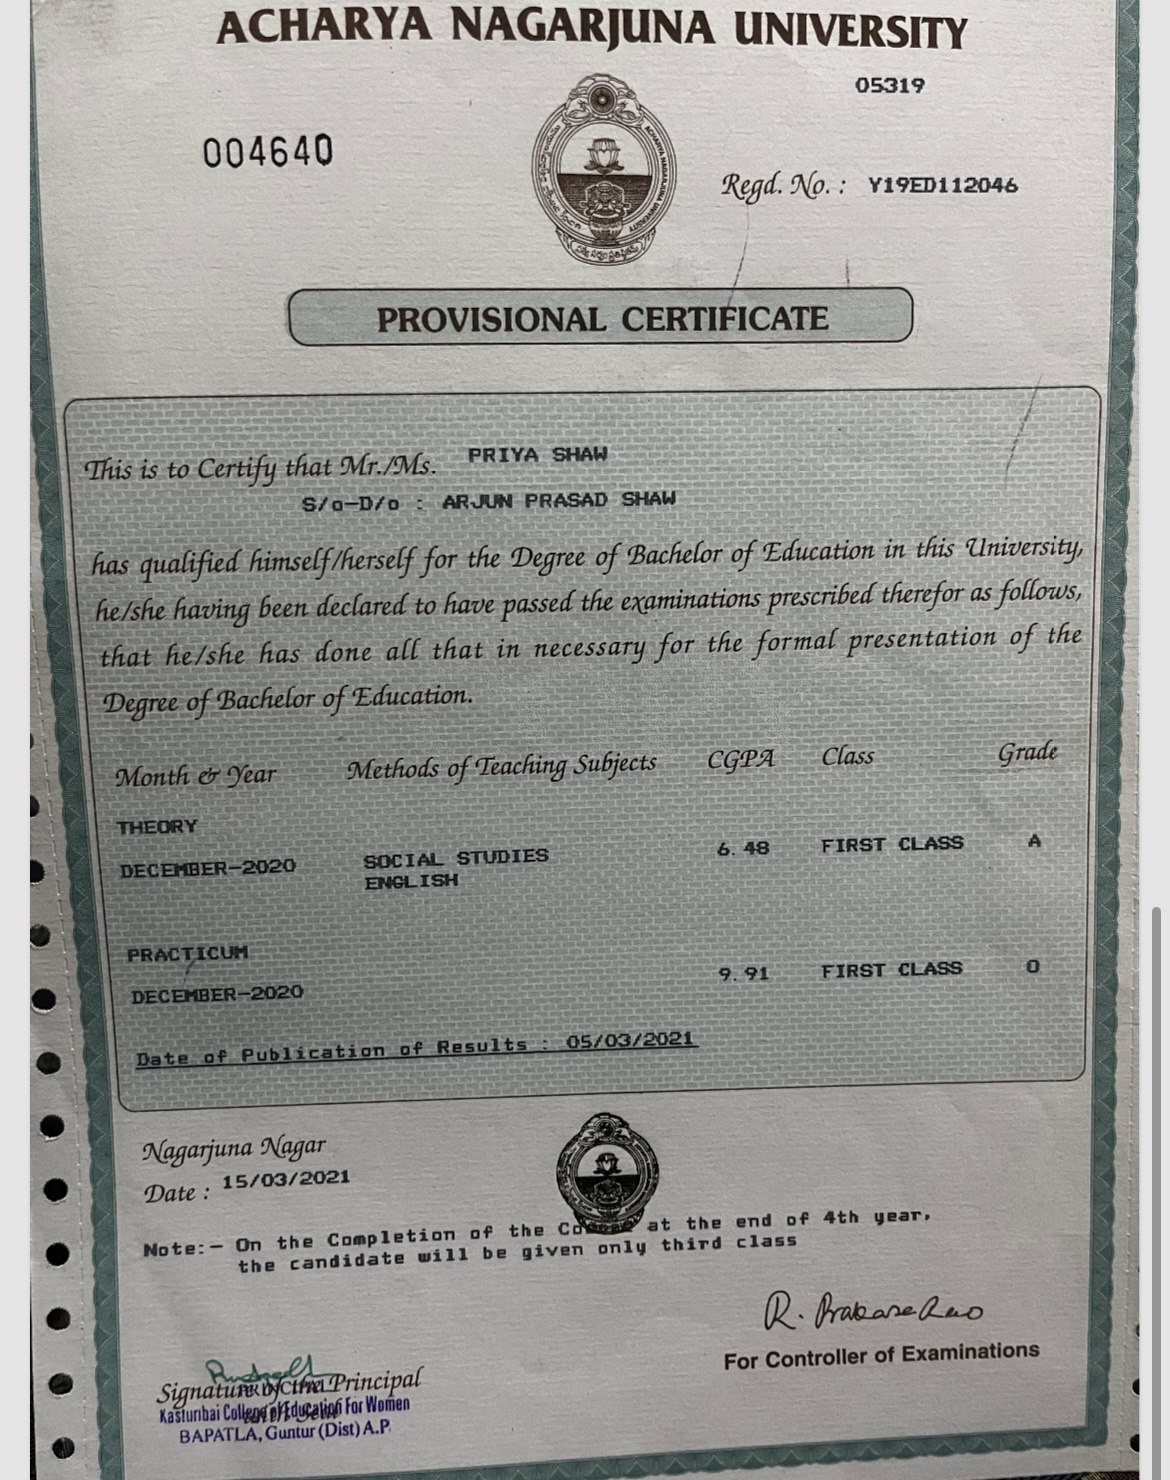 ACHARYA NAGARJUNA UNIVERSITY
05319
004640
Regd. No. : Y19ED112046
PROVISIONAL CERTIFICATE
This is to Certify that Mr./Ms. PRIYA SHAW
S/o-D/o : ARJUN PRASAD SHAW
has qualified himself/herself for the Degree of Bachelor of Education in this University,
he/she having been declared to have passed the examinations prescribed therefor as follows,
that he/she has done all that in necessary for the formal presentation of the
Degree of Bachelor of Education.
Month & Year Methods of Teaching Subjects CGPA Class Grade
THEORY
DECEMBER-2020 SOCIAL STUDIES 6.48 FIRST CLASS A
ENGLISH
PRACTICUM
DECEMBER-2020 9.91 FIRST CLASS O
Date of Publication of Results : 05/03/2021
Nagarjuna Nagar
Date : 15/03/2021
Note:- On the Completion of the at the end of 4th year,
the candidate will be given only third class
R. Prakasa Rao
For Controller of Examinations
Signature of the Principal
PRINCIPAL
Kasturibai College of Education For Women
BAPATLA, Guntur (Dist) A.P.